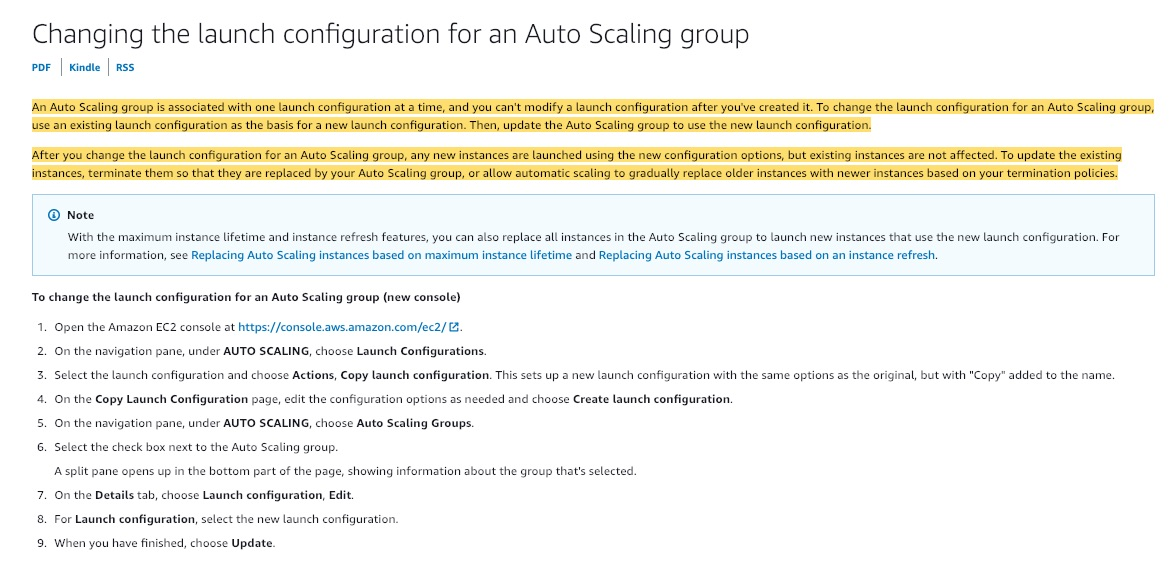 Changing the launch configuration for an Auto Scaling group
PDF | Kindle | RSS
An Auto Scaling group is associated with one launch configuration at a time, and you can't modify a launch configuration after you've created it. To change the launch configuration for an Auto Scaling group,
use an existing launch configuration as the basis for a new launch configuration. Then, update the Auto Scaling group to use the new launch configuration.
After you change the launch configuration for an Auto Scaling group, any new instances are launched using the new configuration options, but existing instances are not affected. To update the existing
instances, terminate them so that they are replaced by your Auto Scaling group, or allow automatic scaling to gradually replace older instances with newer instances based on your termination policies.
Note
With the maximum instance lifetime and instance refresh features, you can also replace all instances in the Auto Scaling group to launch new instances that use the new launch configuration. For
more information, see Replacing Auto Scaling instances based on maximum instance lifetime and Replacing Auto Scaling instances based on an instance refresh.
To change the launch configuration for an Auto Scaling group (new console)
1. Open the Amazon EC2 console at https://console.aws.amazon.com/ec2/.
2. On the navigation pane, under AUTO SCALING, choose Launch Configurations.
3. Select the launch configuration and choose Actions, Copy launch configuration. This sets up a new launch configuration with the same options as the original, but with "Copy" added to the name.
4. On the Copy Launch Configuration page, edit the configuration options as needed and choose Create launch configuration.
5. On the navigation pane, under AUTO SCALING, choose Auto Scaling Groups.
6. Select the check box next to the Auto Scaling group.
A split pane opens up in the bottom part of the page, showing information about the group that's selected.
7. On the Details tab, choose Launch configuration, Edit.
8. For Launch configuration, select the new launch configuration.
9. When you have finished, choose Update.